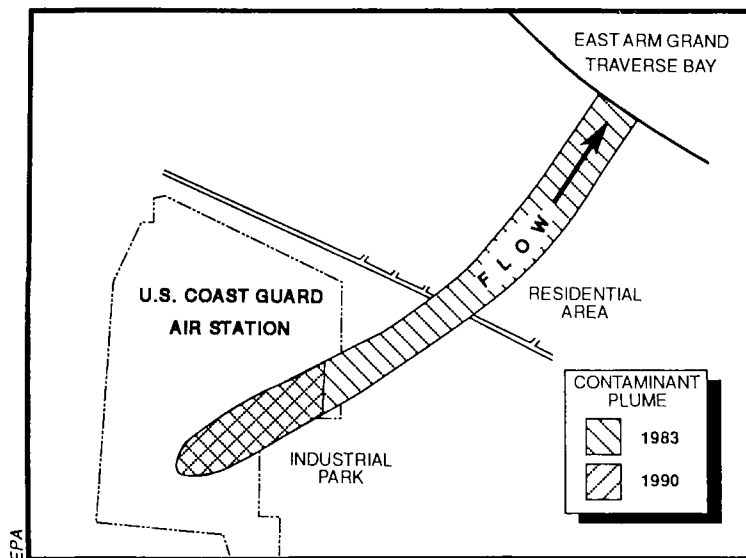 EAST ARM GRAND
TRAVERSE BAY
FLOW
U.S. COAST GUARD
AIR STATION
RESIDENTIAL
AREA
INDUSTRIAL
PARK
CONTAMINANT
PLUME
1983
1990
EPA